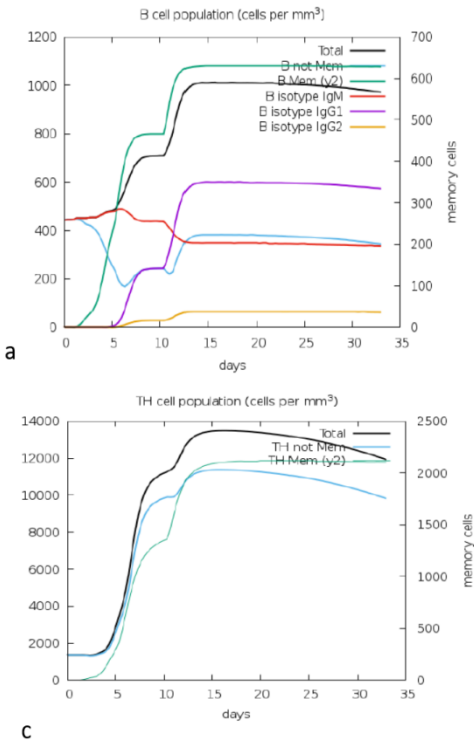 B cell population (cells per mm³)
1200
1000
800
600
400
200
0
700
600
500
400
300
200
100
0
Total
B not Mem
B Mem (y2)
B isotype IgM
B isotype IgG1
B isotype IgG2
memory cells
0 5 10 15 20 25 30 35
days
a
TH cell population (cells per mm³)
14000
12000
10000
8000
6000
4000
2000
0
2500
2000
1500
1000
500
0
Total
TH not Mem
TH Mem (y2)
memory cells
0 5 10 15 20 25 30 35
days
c